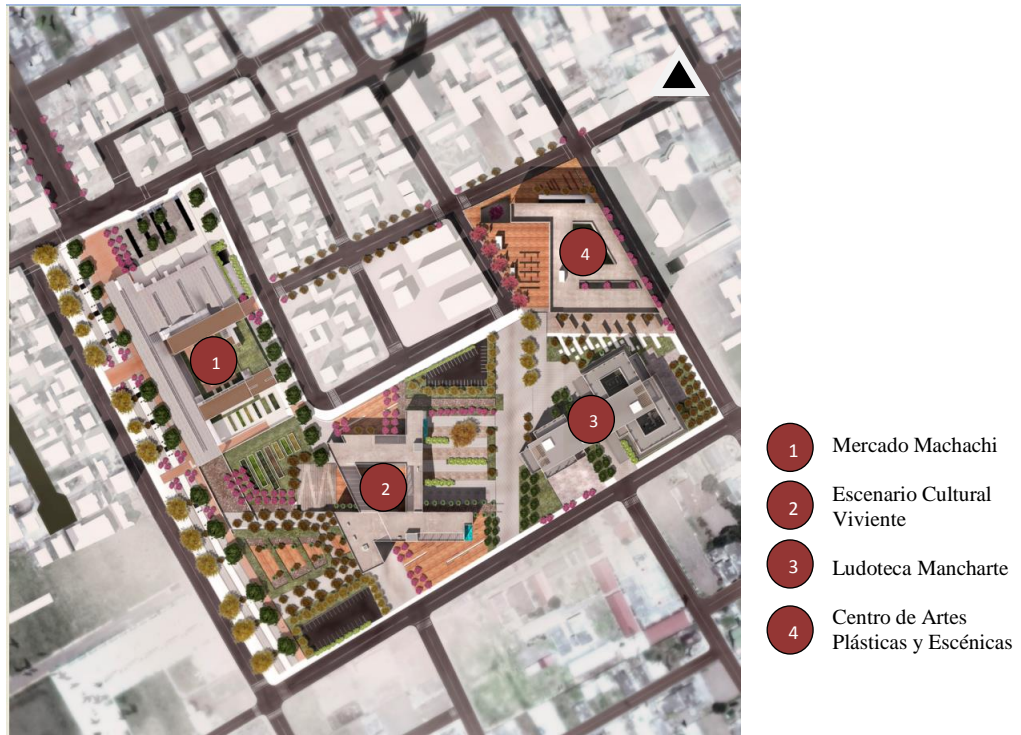 1
2
3
4
1 Mercado Machachi
2 Escenario Cultural
Viviente
3 Ludoteca Mancharte
4 Centro de Artes
Plásticas y Escénicas